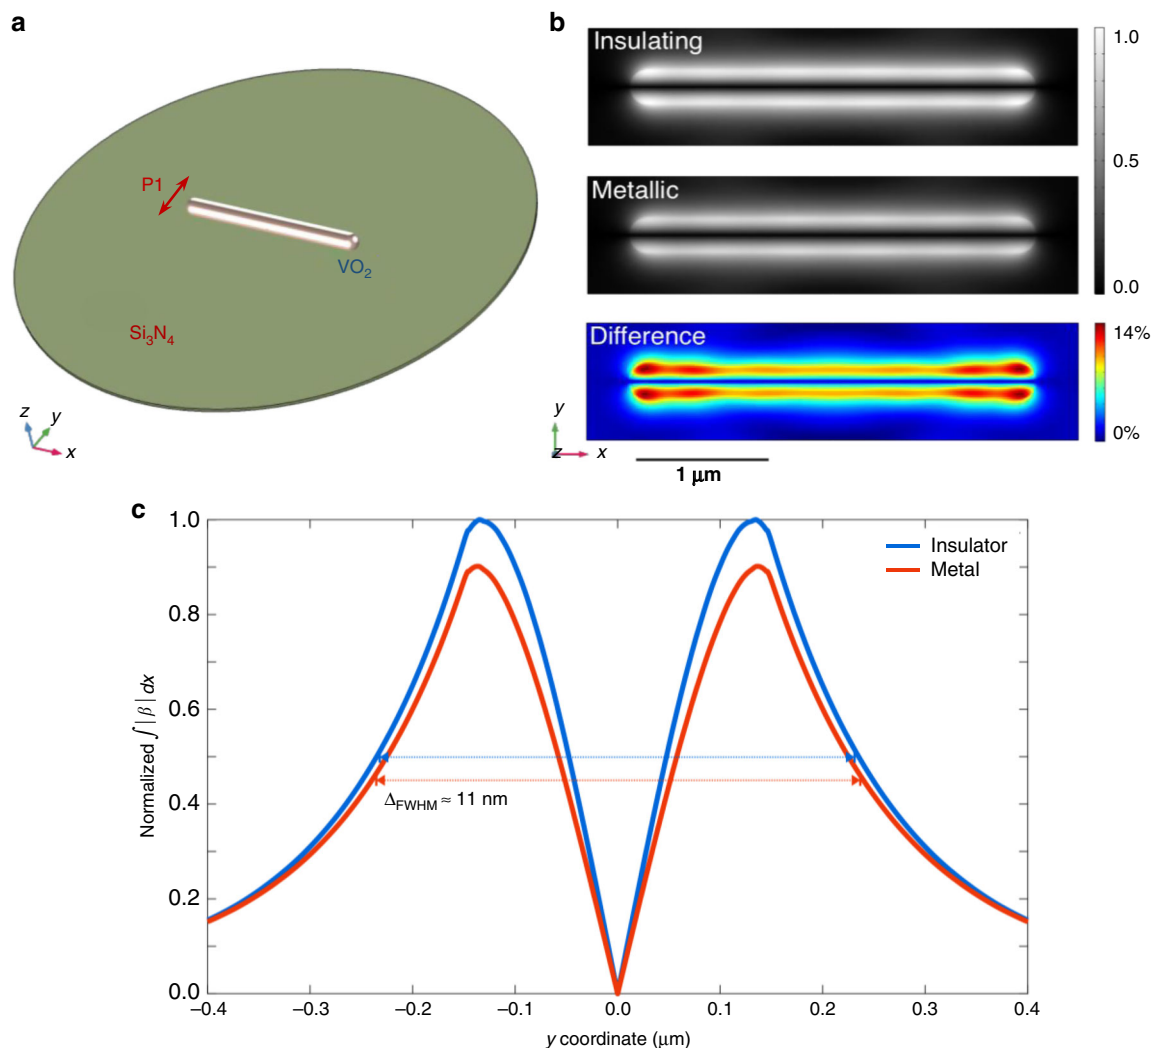 a
P1
VO₂
Si₃N₄
z
y
x
b
Insulating
Metallic
Difference
1.0
0.5
0.0
14%
0%
y
z
x
1 μm
c
1.0
0.8
0.6
0.4
0.2
0.0
Normalized ∫|β| dx
Insulator
Metal
Δ_FWHM ≈ 11 nm
–0.4
–0.3
–0.2
–0.1
0.0
0.1
0.2
0.3
0.4
y coordinate (μm)